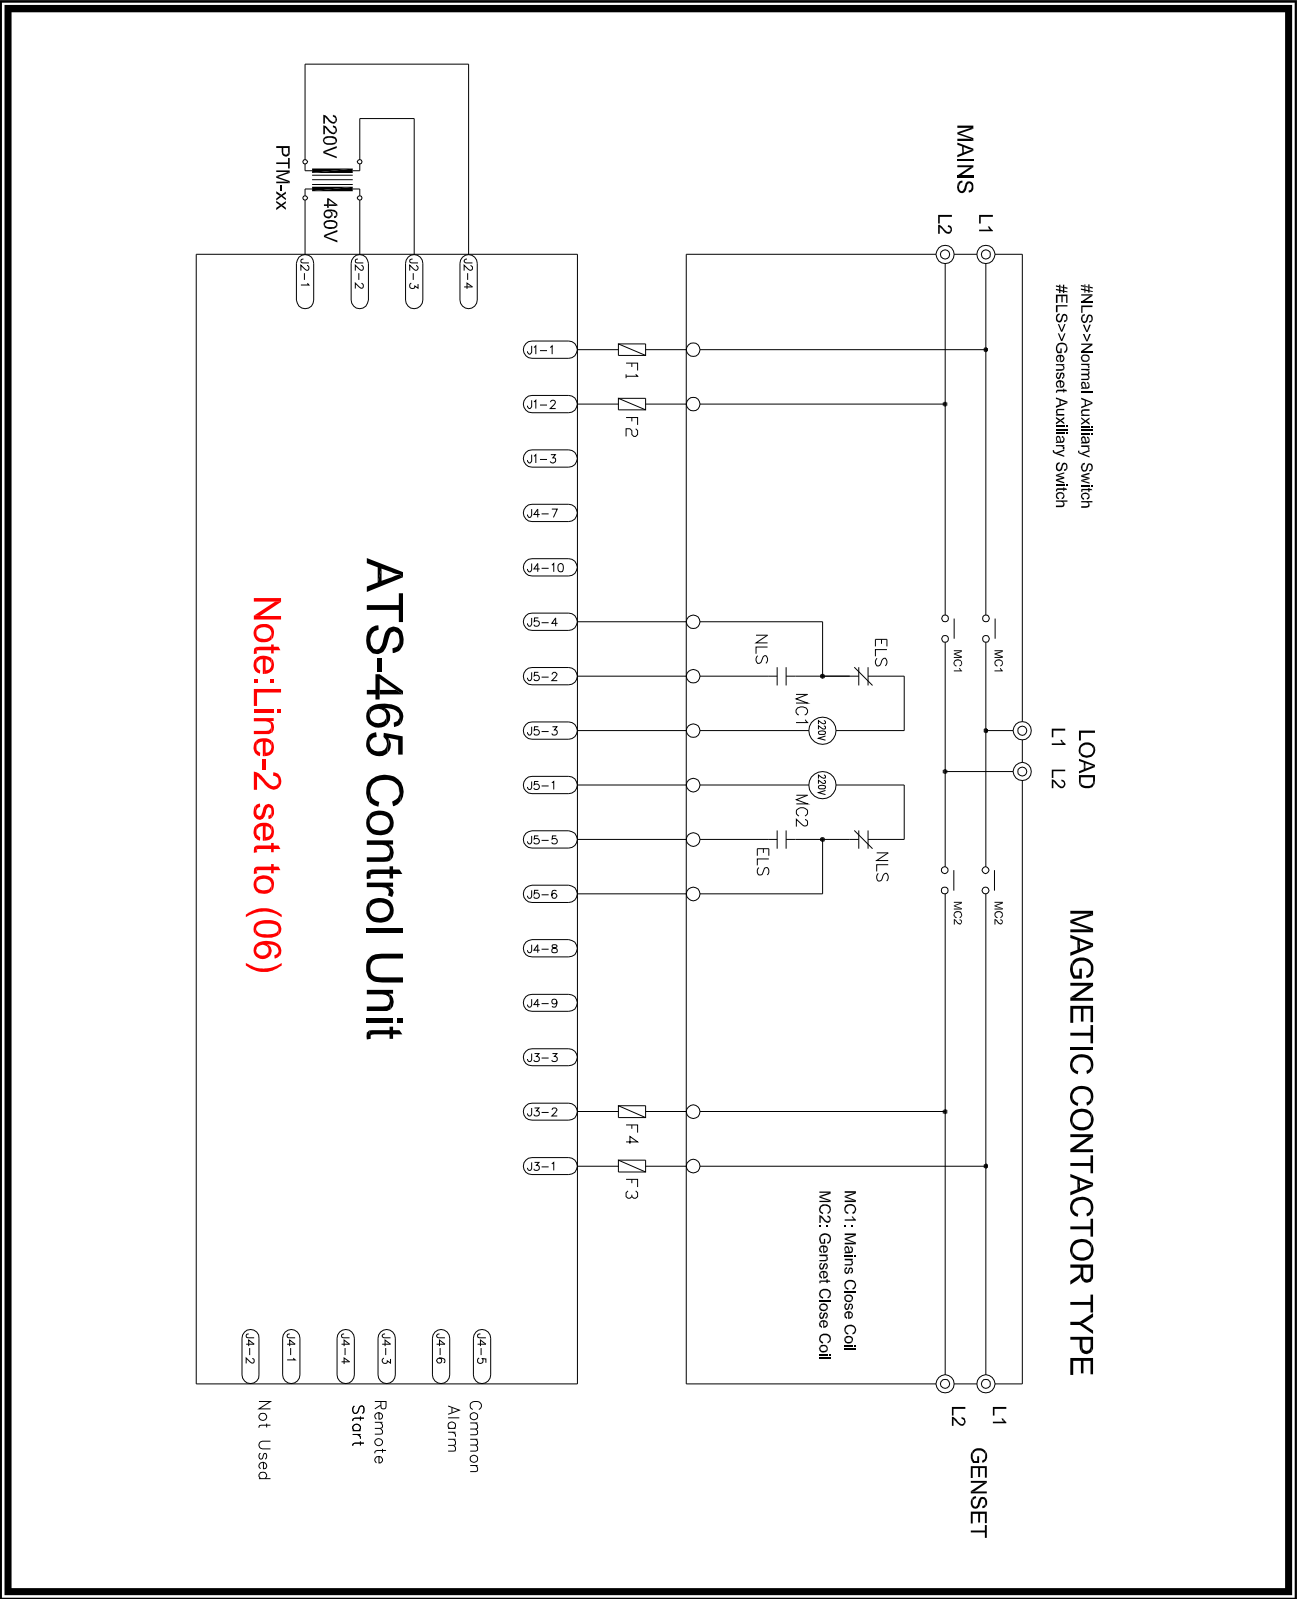 MAGNETIC CONTACTOR TYPE
#NLS>>Normal Auxiliary Switch
#ELS>>Genset Auxiliary Switch
LOAD
L1 L2
MAINS
L1
L2
L1
L2
GENSET
MC1
MC1
MC2
MC2
ELS
NLS
MC1
220V
220V
MC2
NLS
ELS
MC1: Mains Close Coil
MC2: Genset Close Coil
F1
F2
F4
F3
J1-1
J1-2
J1-3
J4-7
J4-10
J5-4
J5-2
J5-3
J5-1
J5-5
J5-6
J4-8
J4-9
J3-3
J3-2
J3-1
220V
460V
PTM-xx
J2-4
J2-3
J2-2
J2-1
ATS-465 Control Unit
Note:Line-2 set to (06)
J4-5
J4-6
Common
Alarm
J4-3
J4-4
Remote
Start
J4-1
J4-2
Not Used